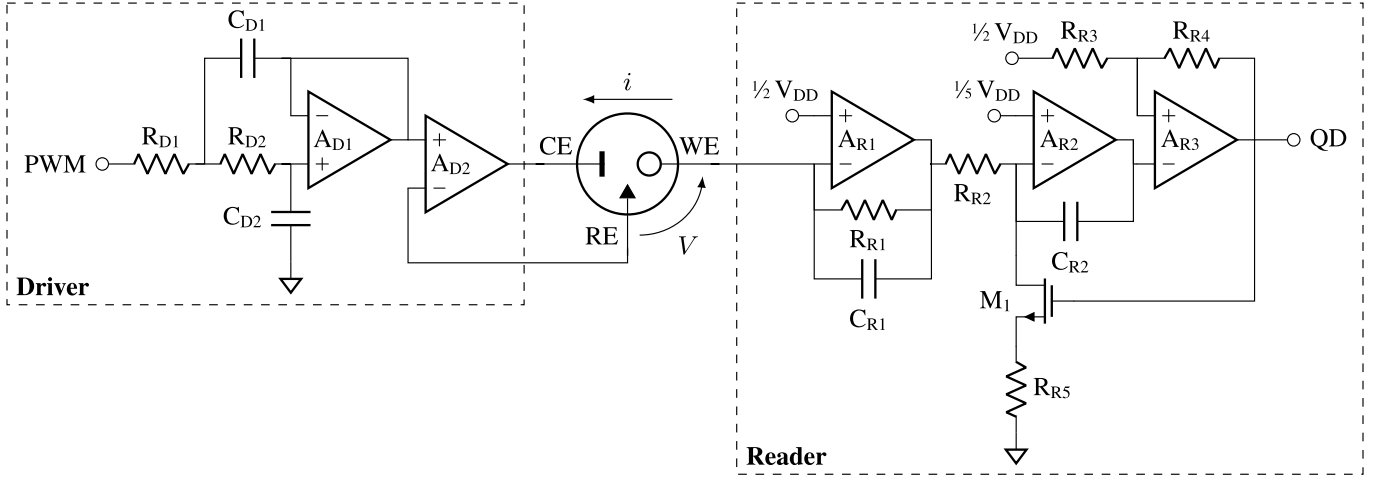 C_D1
R_D1
R_D2
A_D1
−
+
C_D2
PWM
+
A_D2
−
CE
i
WE
RE
V
Driver
½ V_DD
+
A_R1
−
R_R1
C_R1
R_R2
⅕ V_DD
+
A_R2
−
C_R2
½ V_DD
R_R3
R_R4
+
A_R3
−
QD
M_1
R_R5
Reader